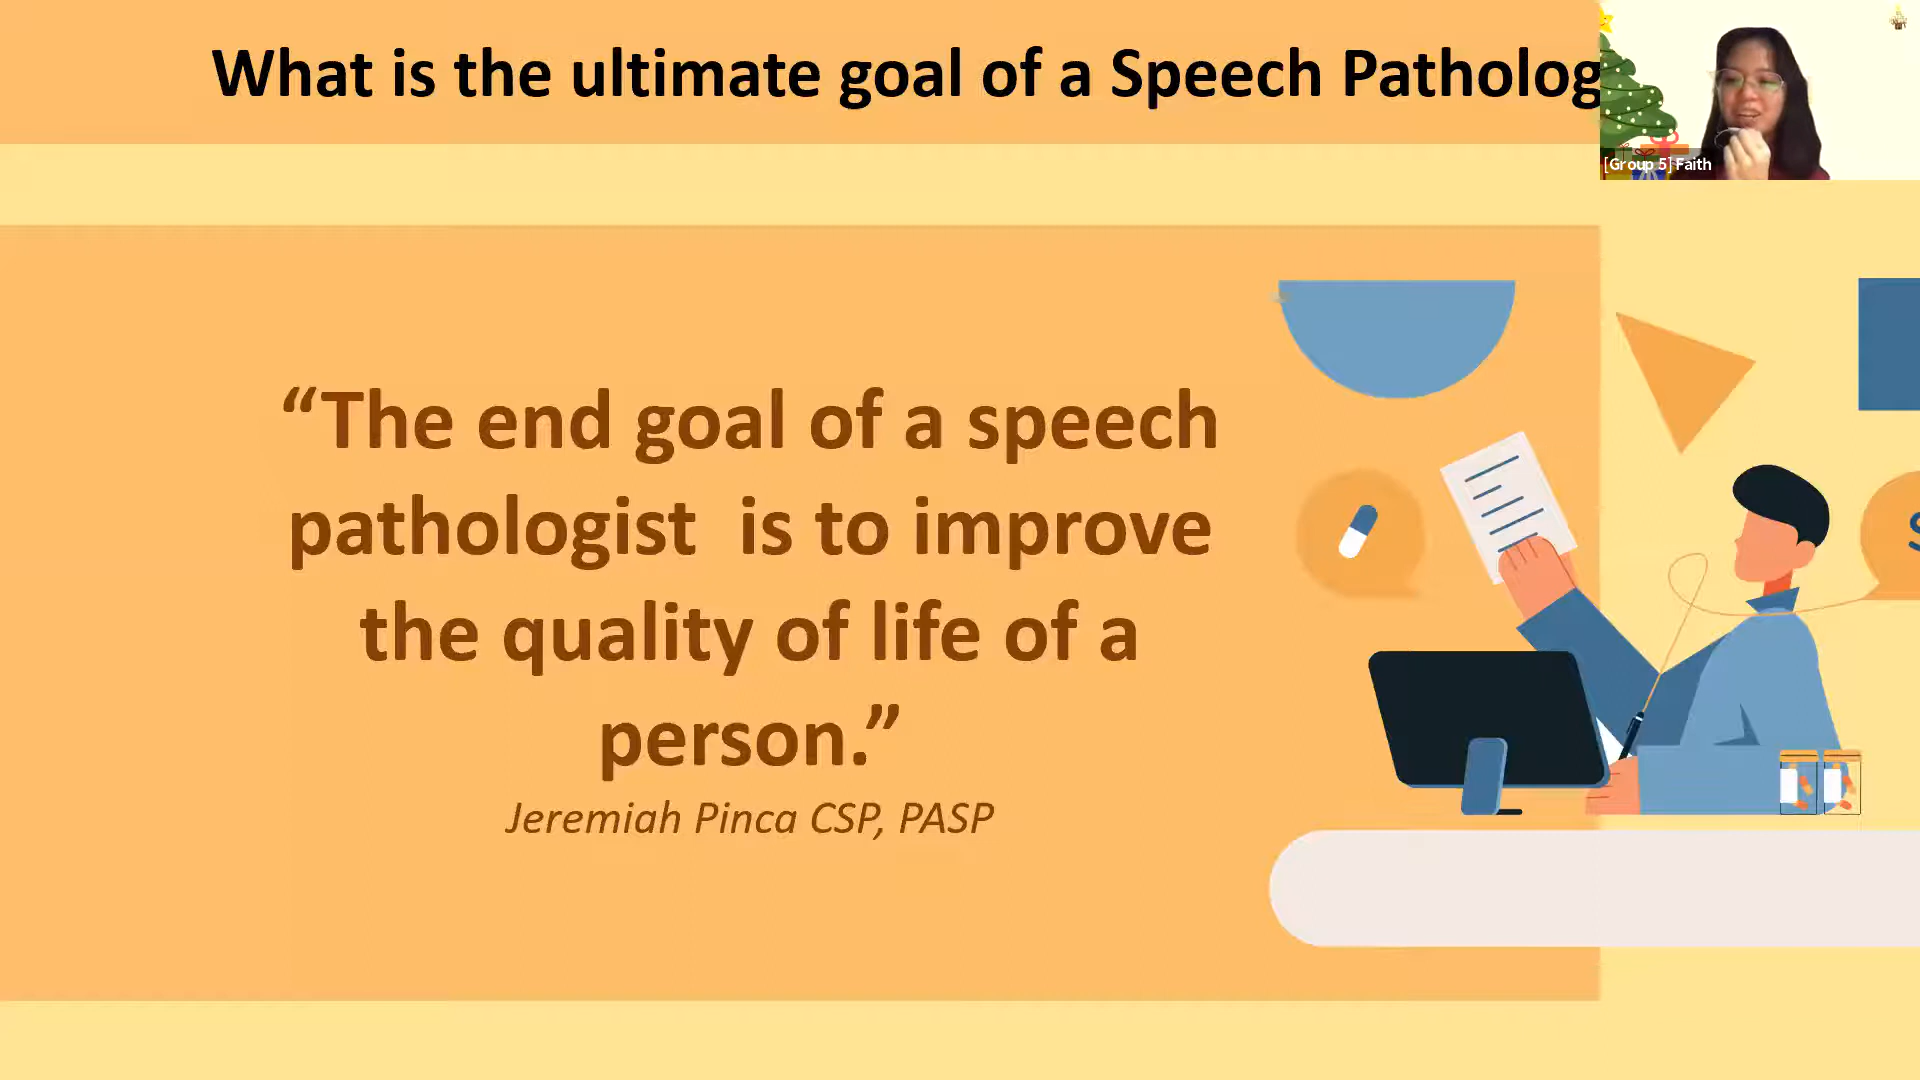 What is the ultimate goal of a Speech Patholog
[Group 5] Faith
“The end goal of a speech
pathologist is to improve
the quality of life of a
person.”
Jeremiah Pinca CSP, PASP